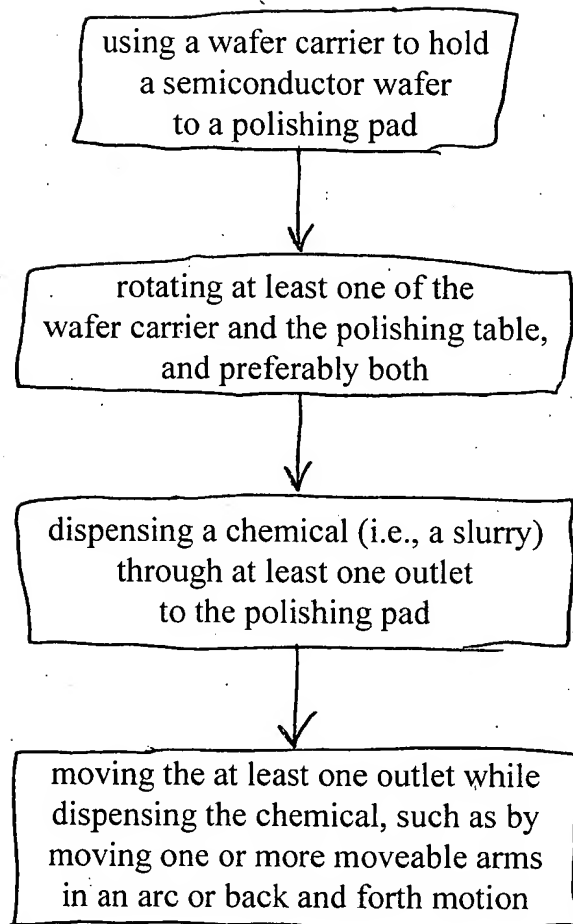 using a wafer carrier to hold
a semiconductor wafer
to a polishing pad
rotating at least one of the
wafer carrier and the polishing table,
and preferably both
dispensing a chemical (i.e., a slurry)
through at least one outlet
to the polishing pad
moving the at least one outlet while
dispensing the chemical, such as by
moving one or more moveable arms
in an arc or back and forth motion